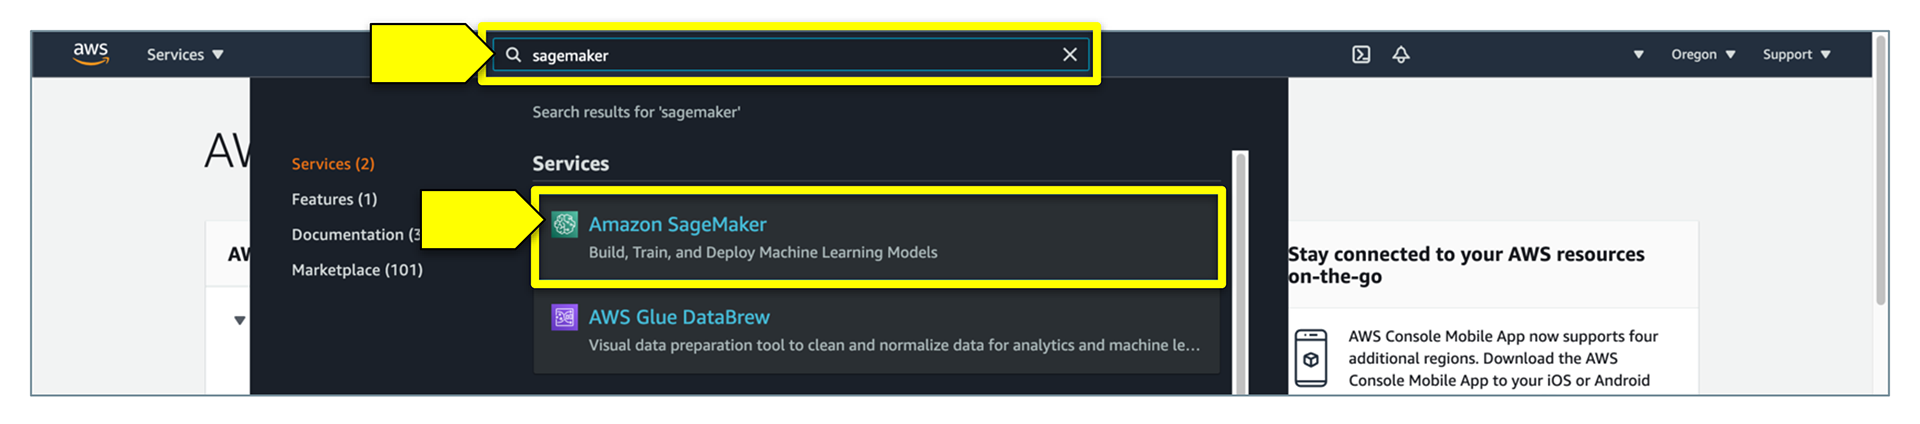 aws
Services ▼
sagemaker
Oregon ▼
Support ▼
Search results for 'sagemaker'
AW
Services (2)
Features (1)
Documentation (3
Marketplace (101)
Services
Amazon SageMaker
Build, Train, and Deploy Machine Learning Models
AWS Glue DataBrew
Visual data preparation tool to clean and normalize data for analytics and machine le...
AW
Stay connected to your AWS resources
on-the-go
AWS Console Mobile App now supports four
additional regions. Download the AWS
Console Mobile App to your iOS or Android